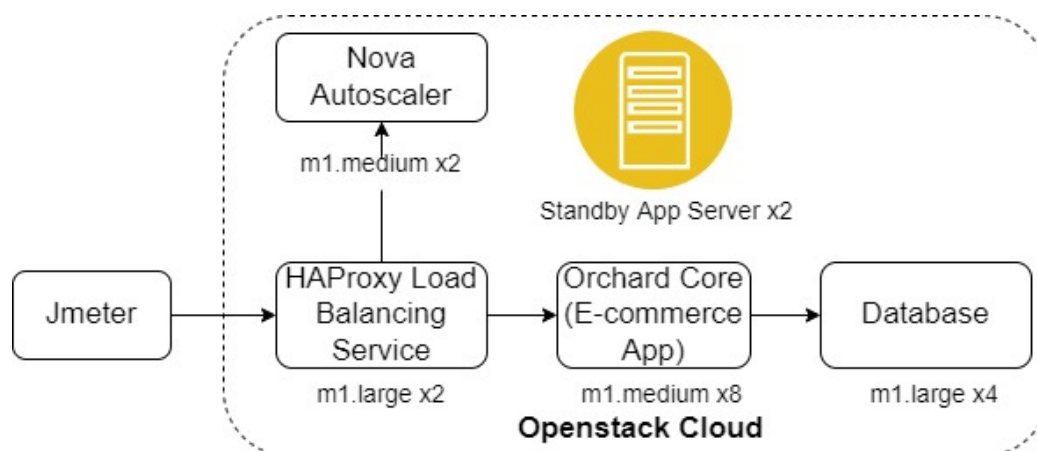 Nova
Autoscaler
m1.medium x2
Standby App Server x2
Jmeter
HAProxy Load
Balancing
Service
m1.large x2
Orchard Core
(E-commerce
App)
m1.medium x8
Database
m1.large x4
Openstack Cloud